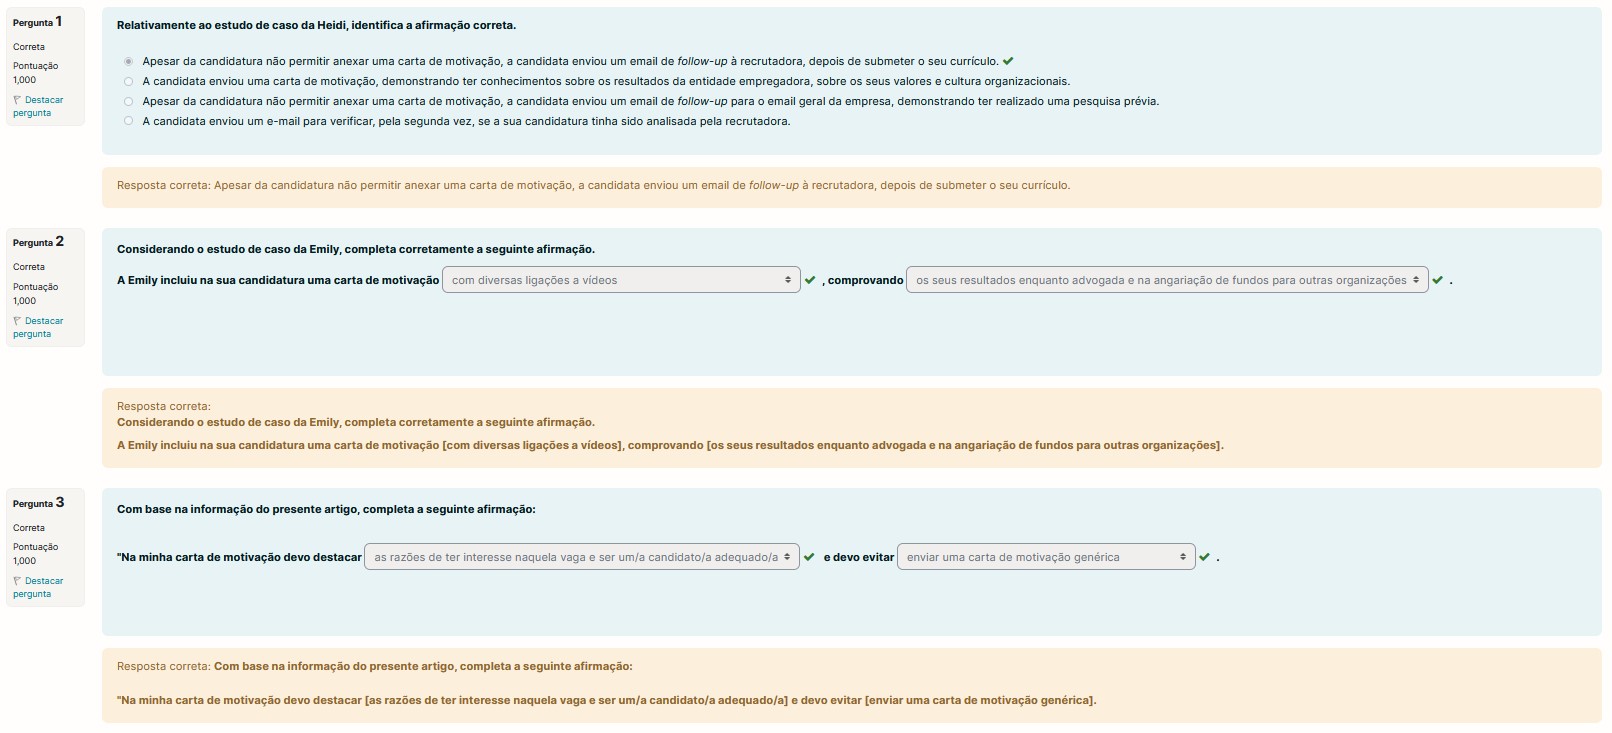 Pergunta 1
Correta
Pontuação
1,000
Destacar
pergunta
Relativamente ao estudo de caso da Heidi, identifica a afirmação correta.
Apesar da candidatura não permitir anexar uma carta de motivação, a candidata enviou um email de follow-up à recrutadora, depois de submeter o seu currículo.
A candidata enviou uma carta de motivação, demonstrando ter conhecimentos sobre os resultados da entidade empregadora, sobre os seus valores e cultura organizacionais.
Apesar da candidatura não permitir anexar uma carta de motivação, a candidata enviou um email de follow-up para o email geral da empresa, demonstrando ter realizado uma pesquisa prévia.
A candidata enviou um e-mail para verificar, pela segunda vez, se a sua candidatura tinha sido analisada pela recrutadora.
Resposta correta: Apesar da candidatura não permitir anexar uma carta de motivação, a candidata enviou um email de follow-up à recrutadora, depois de submeter o seu currículo.
Pergunta 2
Correta
Pontuação
1,000
Destacar
pergunta
Considerando o estudo de caso da Emily, completa corretamente a seguinte afirmação.
A Emily incluiu na sua candidatura uma carta de motivação com diversas ligações a vídeos , comprovando os seus resultados enquanto advogada e na angariação de fundos para outras organizações .
Resposta correta:
Considerando o estudo de caso da Emily, completa corretamente a seguinte afirmação.
A Emily incluiu na sua candidatura uma carta de motivação [com diversas ligações a vídeos], comprovando [os seus resultados enquanto advogada e na angariação de fundos para outras organizações].
Pergunta 3
Correta
Pontuação
1,000
Destacar
pergunta
Com base na informação do presente artigo, completa a seguinte afirmação:
"Na minha carta de motivação devo destacar as razões de ter interesse naquela vaga e ser um/a candidato/a adequado/a e devo evitar enviar uma carta de motivação genérica .
Resposta correta: Com base na informação do presente artigo, completa a seguinte afirmação:
"Na minha carta de motivação devo destacar [as razões de ter interesse naquela vaga e ser um/a candidato/a adequado/a] e devo evitar [enviar uma carta de motivação genérica].